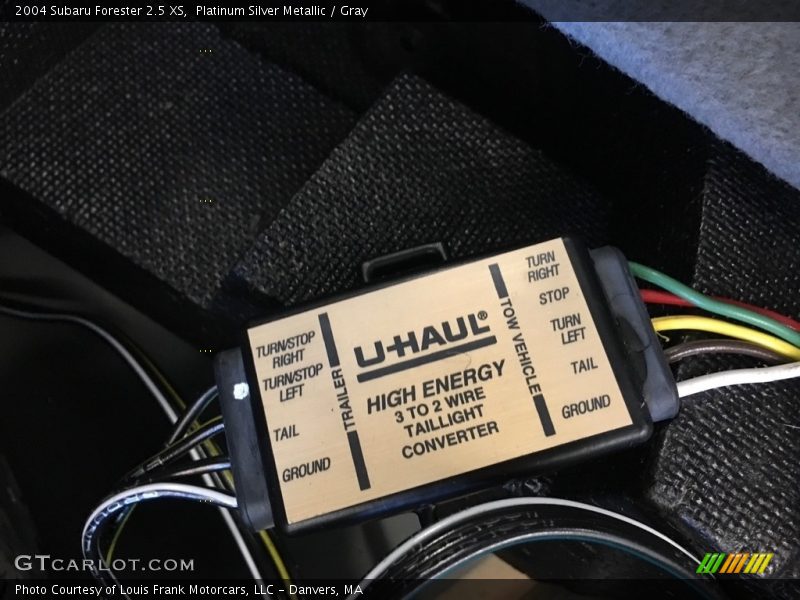 2004 Subaru Forester 2.5 XS,  Platinum Silver Metallic / Gray
TURN/STOP
RIGHT
TURN/STOP
LEFT
TAIL
GROUND
TRAILER
U-HAUL®
HIGH ENERGY
3 TO 2 WIRE
TAILLIGHT
CONVERTER
TOW VEHICLE
TURN
RIGHT
STOP
TURN
LEFT
TAIL
GROUND
GTCARLOT.COM
Photo Courtesy of Louis Frank Motorcars, LLC - Danvers, MA